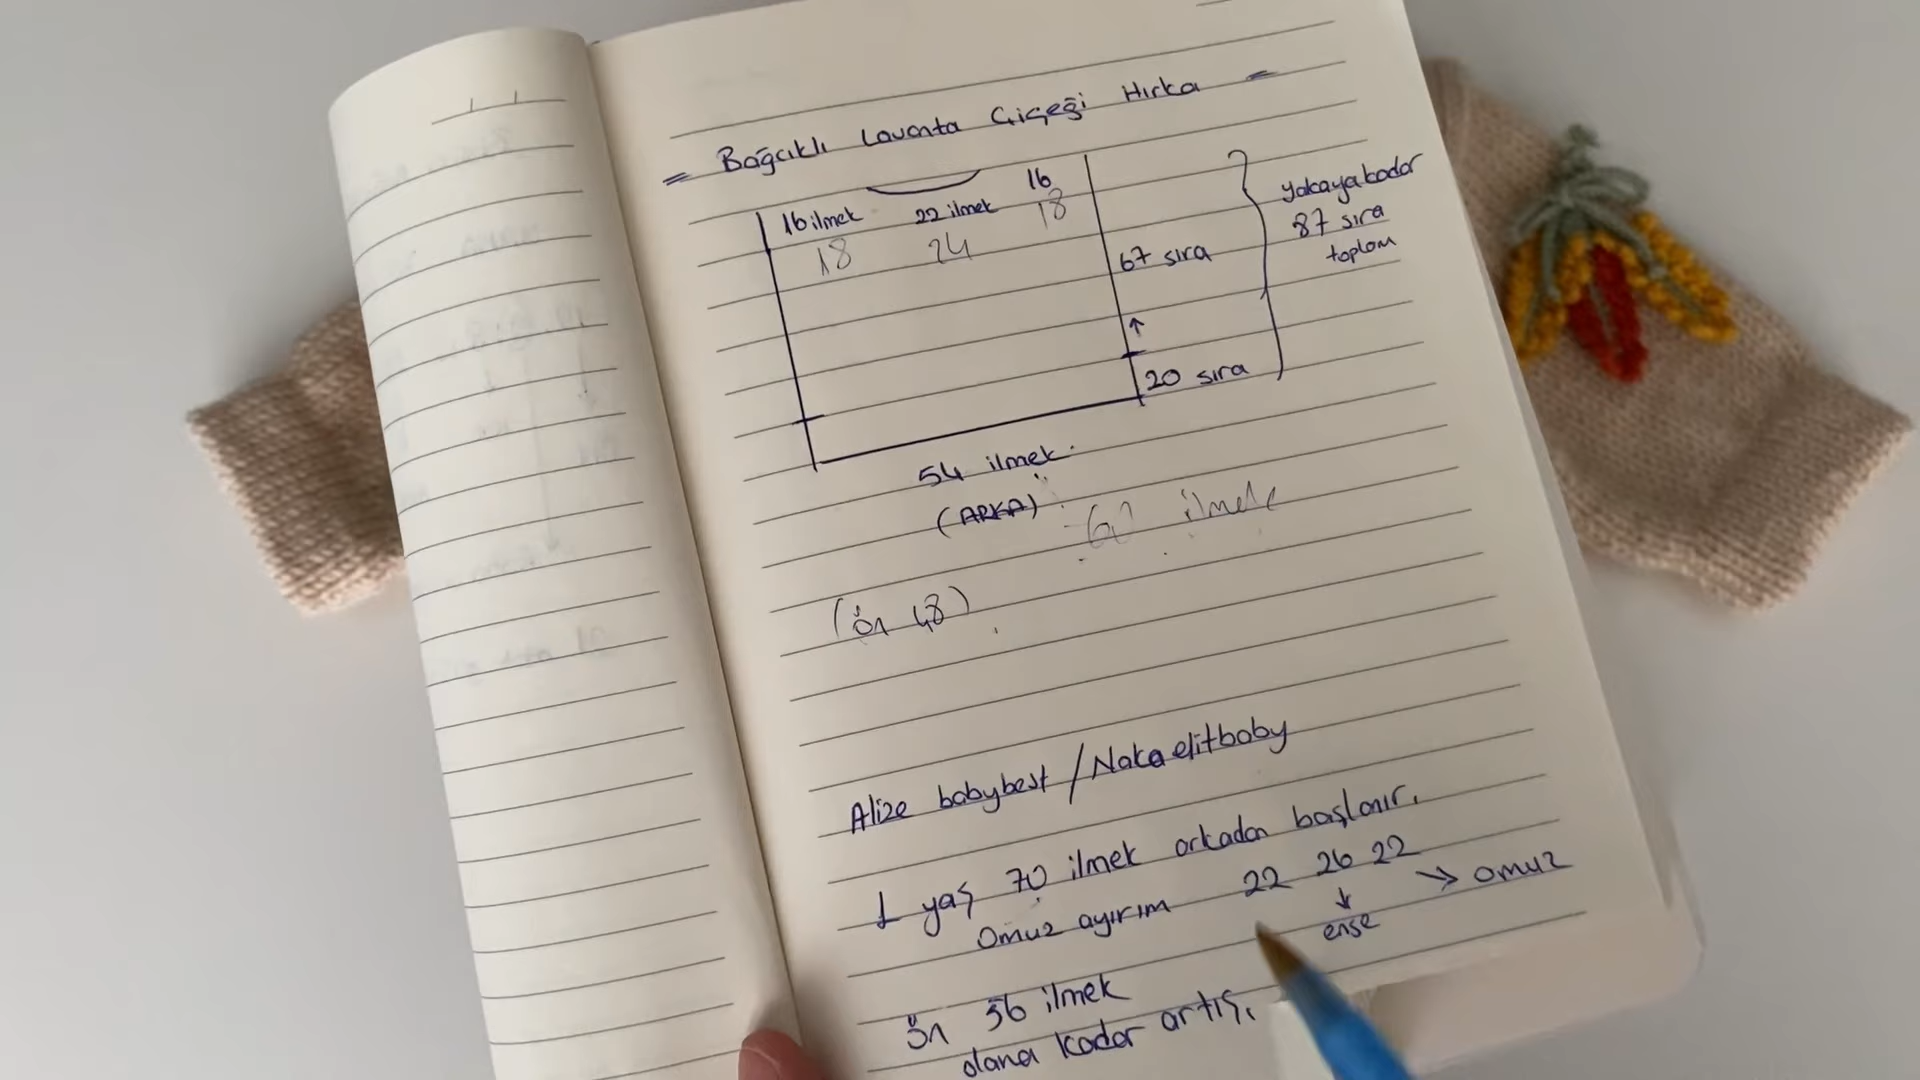 = Bağcıklı Lavanta Çiçeği Hırka =
16 ilmek 22 ilmek 16
18 24 18
67 sıra
20 sıra
yakaya kadar
87 sıra
toplam
54 ilmek
(ARKA)
60 ilmek
(ön 48)
Alize babybest / Naka elitbaby
1 yaş 70 ilmek arkadan başlanır.
Omuz ayırım 22 26 22 → omuz
ense
Ön 56 ilmek
olana kadar artış.